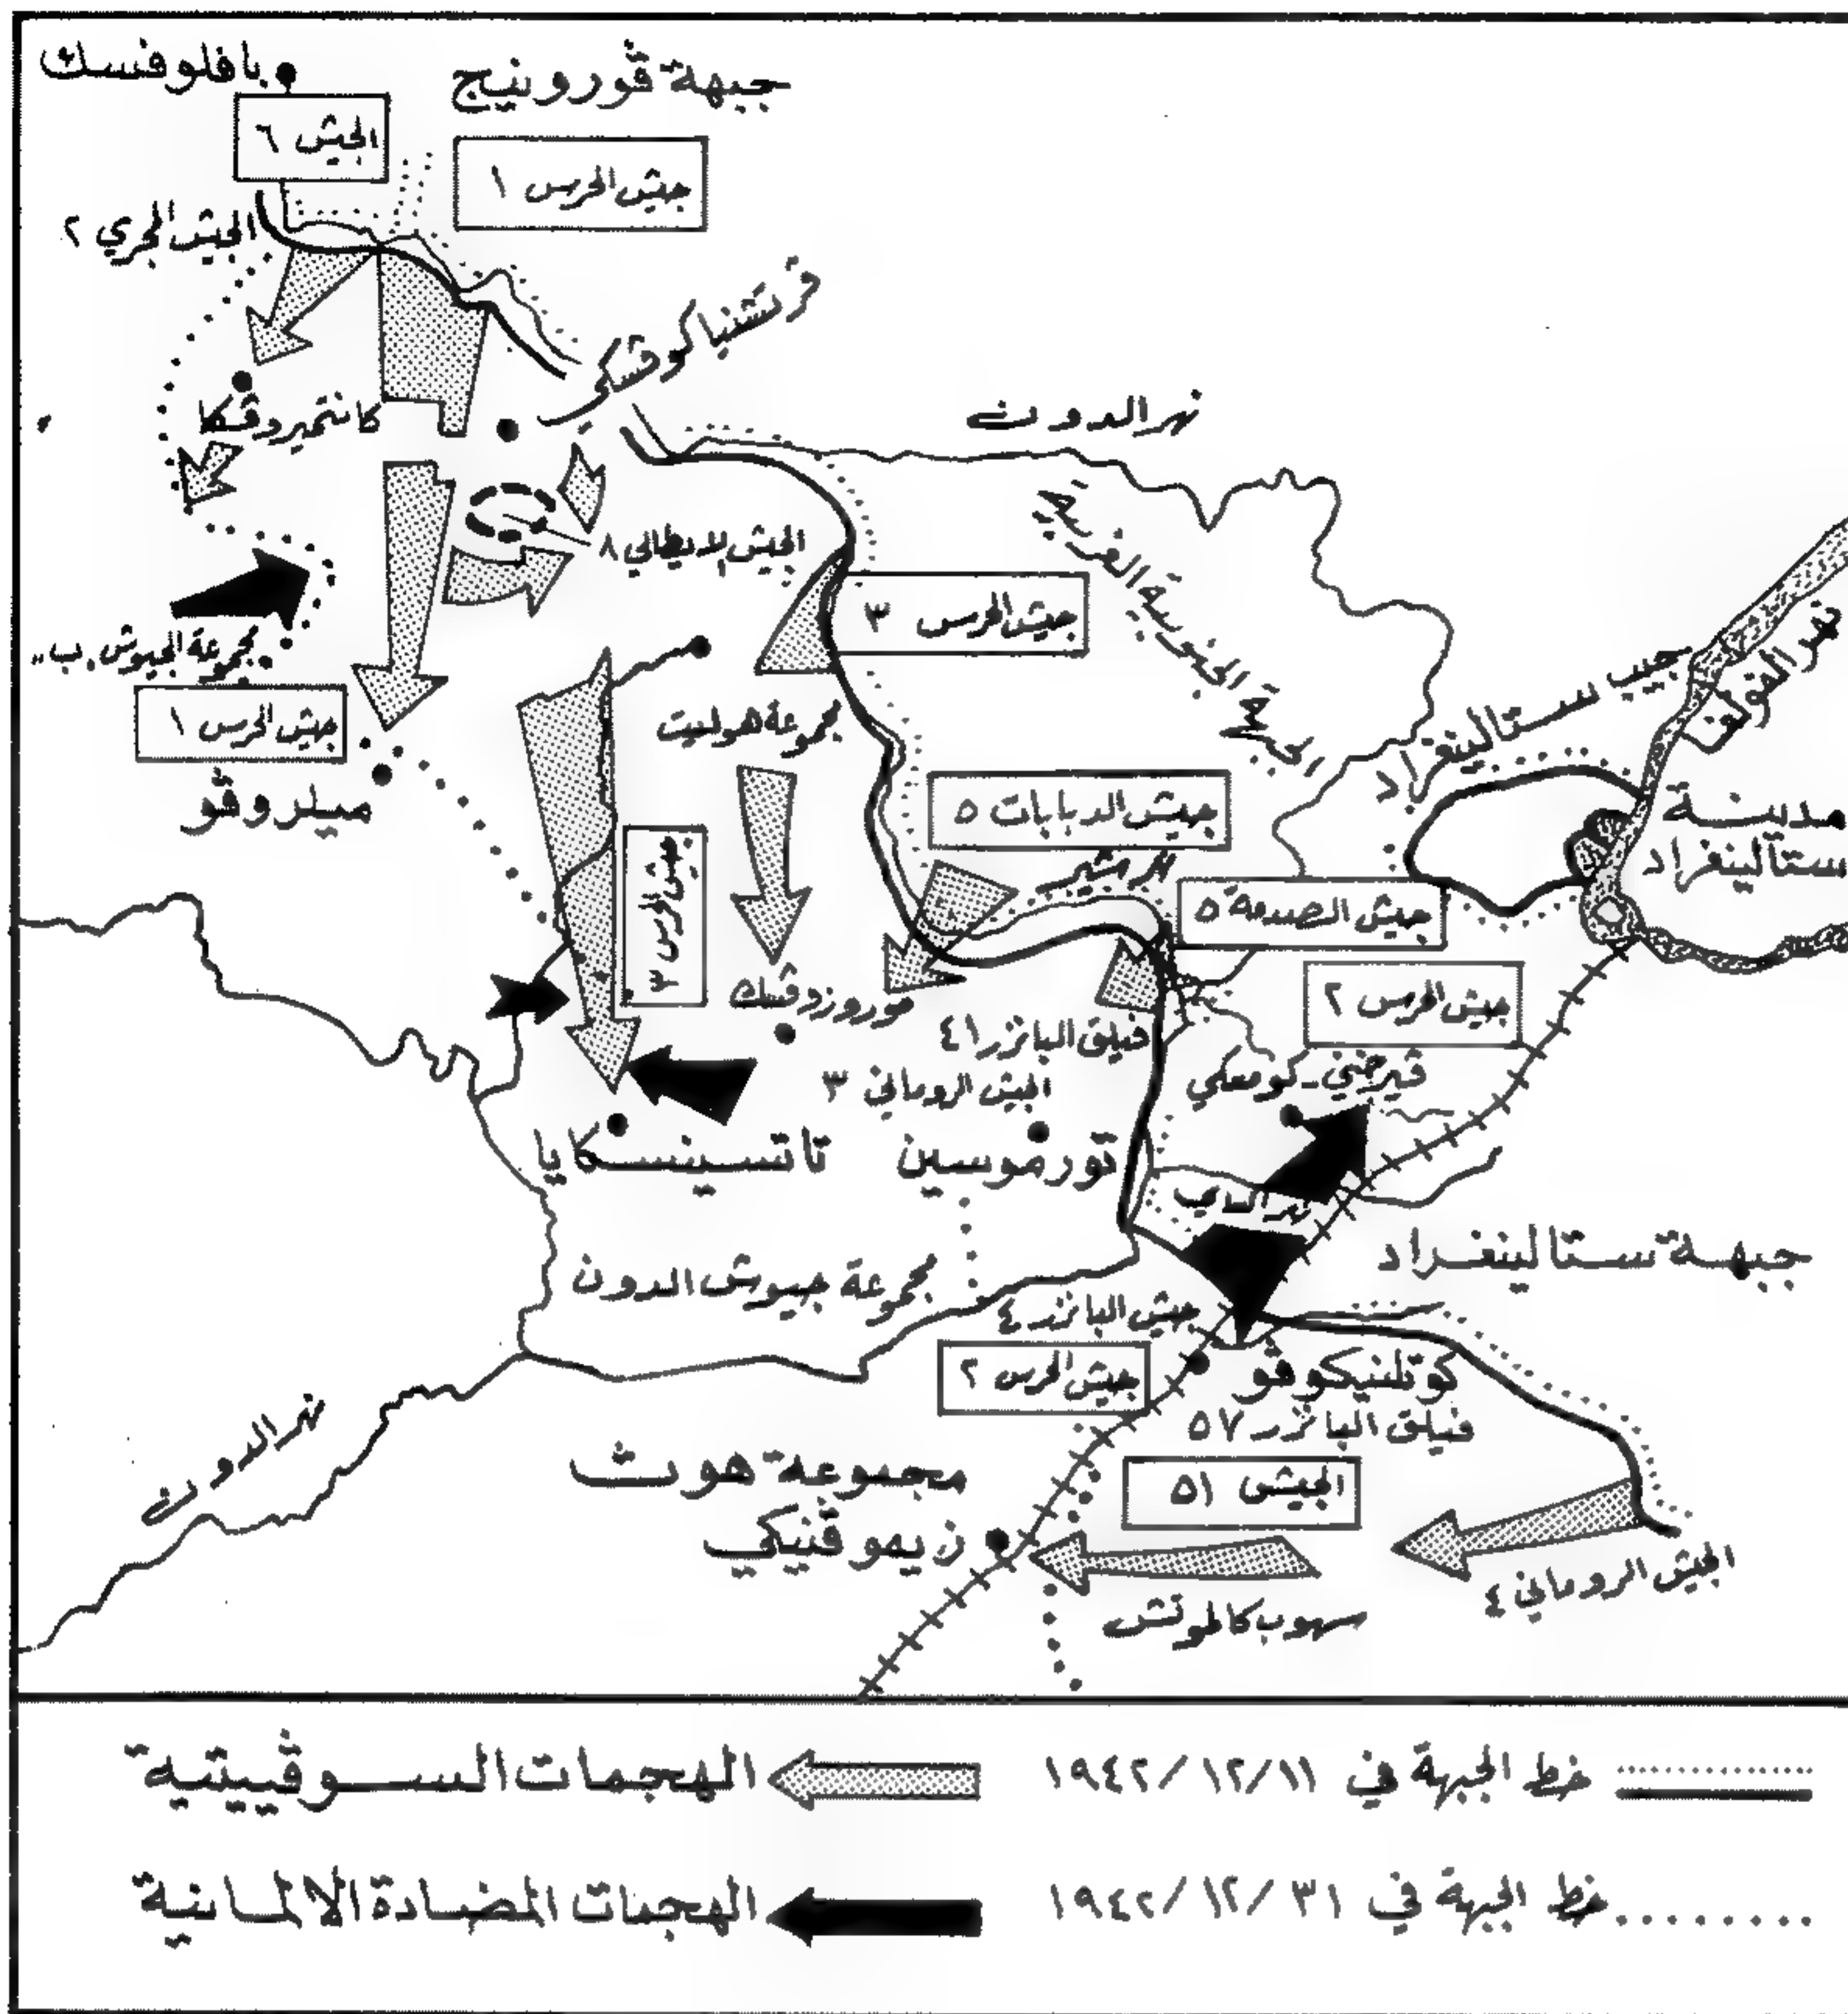 بافلوفسك
جبهة ڤورونيج
الجيش ٦
جيش الحرس ١
الجيش المجري ٢
كانتميروڤكا
نهر الدون
الجيش الايطالي ٨
الجبهة الجنوبية الغربية
جيش الحرس ٣
نهر الڤولغا
جيب ستالينغراد
مجموعة الجيوش "ب"
جيش الحرس ١
مجموعة هوليت
ميلروڤو
جيش الدبابات ٥
مدينة
ستالينغراد
جيش الحرس ٣
جيش الصدمة ٥
موروزوڤسك
جيش الحرس ٢
فيلق البانزر ٤٨
الجيش الروماني ٣
ڤيرخني - كومسكي
تاتسينسكايا
تورموسين
جبهة ستالينغراد
مجموعة جيوش الدون
جيش البانزر ٤
جيش الحرس ٢
كوتلنيكوڤو
فيلق البانزر ٥٧
نهر الدون
مجموعة هوث
الجيش ٥١
زيموڤنيكي
الجيش الروماني ٤
سهوب كالموتش
خط الجبهة في ١٩٤٢/١٢/١١
الهجمات السوڤييتية
خط الجبهة في ١٩٤٢/١٢/٣١
الهجمات المضادة الالمانية